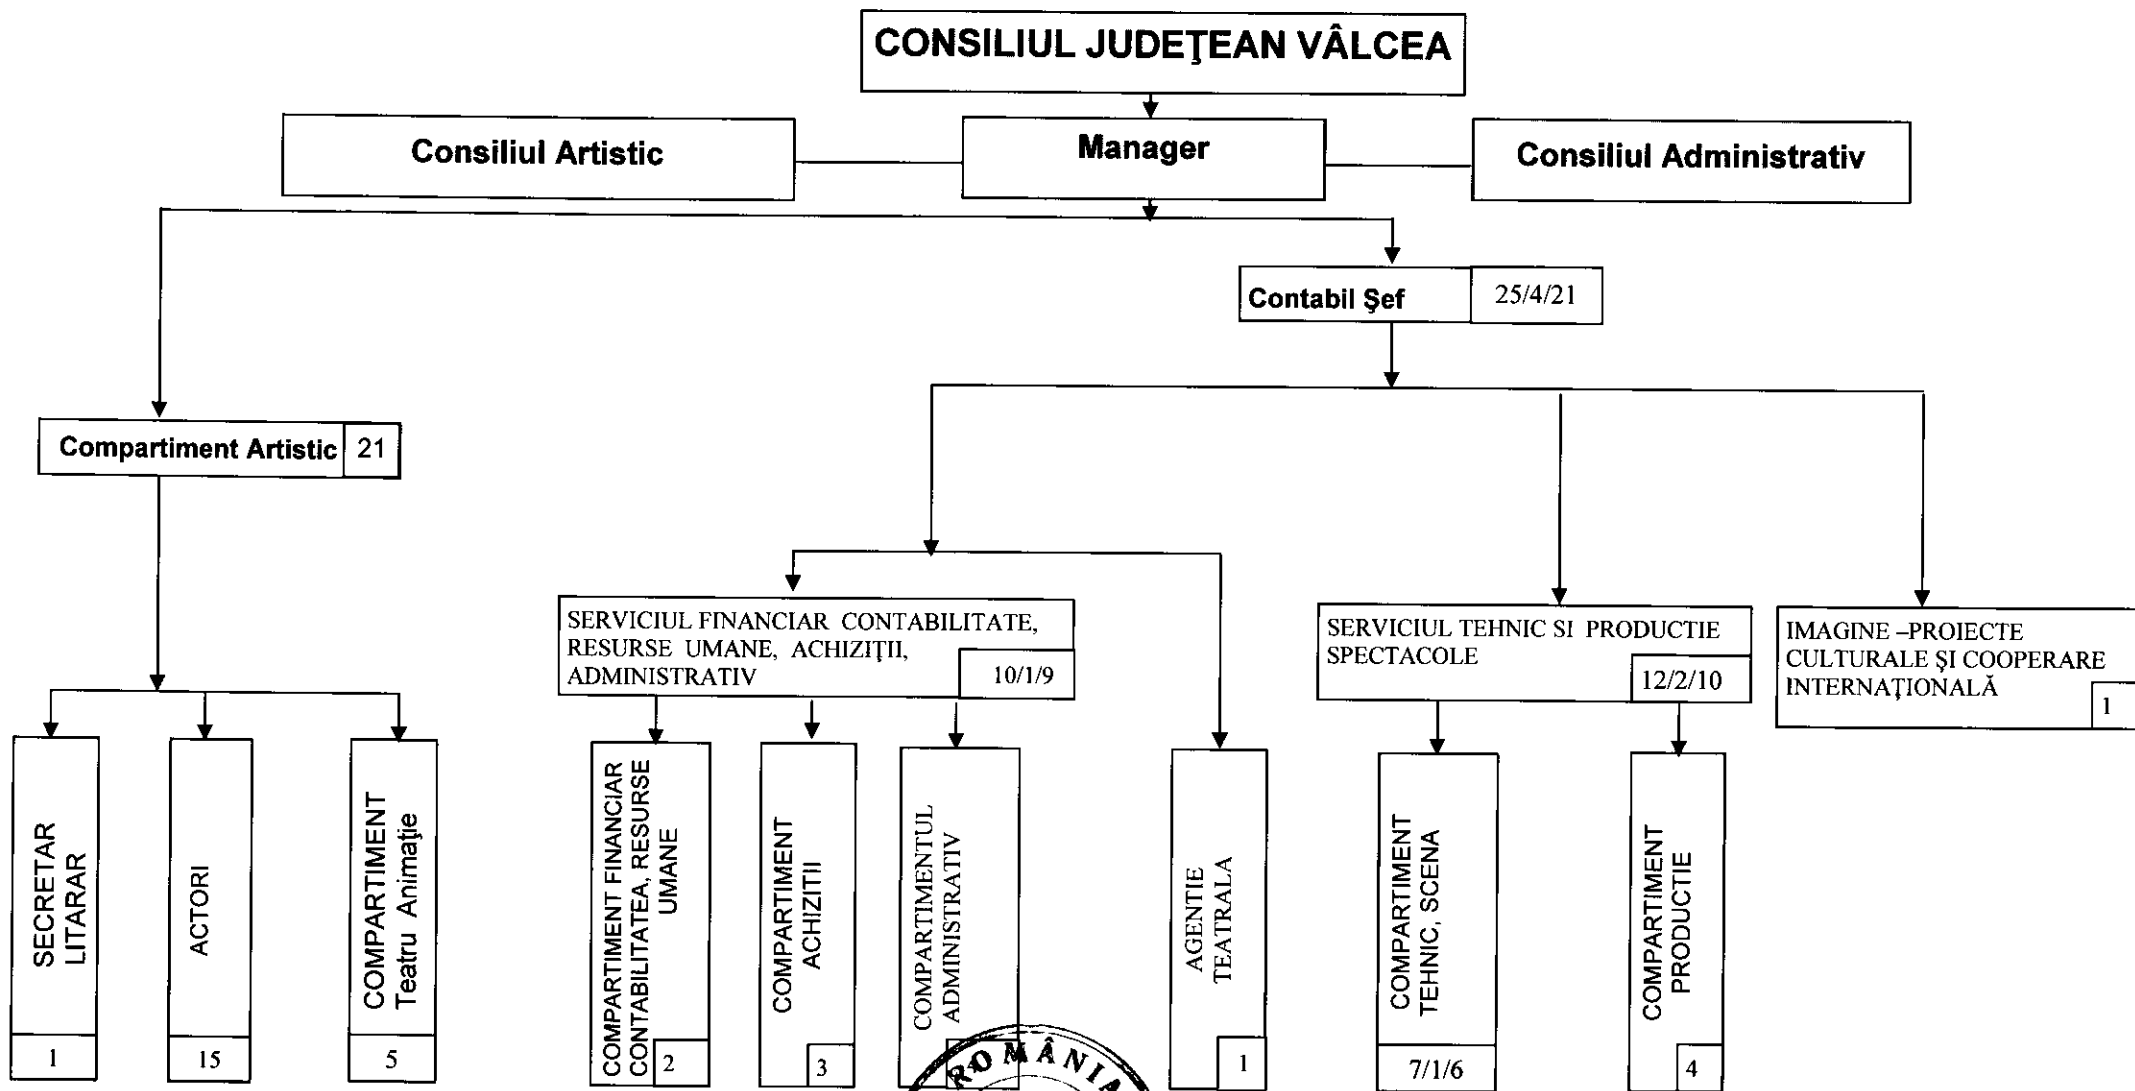 CONSILIUL JUDEŢEAN VÂLCEA
Consiliul Artistic
Manager
Consiliul Administrativ
Contabil Şef
25/4/21
Compartiment Artistic
21
SERVICIUL FINANCIAR CONTABILITATE,
RESURSE UMANE, ACHIZIŢII,
ADMINISTRATIV
10/1/9
SERVICIUL TEHNIC SI PRODUCTIE
SPECTACOLE
12/2/10
IMAGINE –PROIECTE
CULTURALE ŞI COOPERARE
INTERNAŢIONALĂ
1
SECRETAR
LITARAR
1
ACTORI
15
COMPARTIMENT
Teatru Animaţie
5
COMPARTIMENT FINANCIAR
CONTABILITATEA, RESURSE
UMANE
2
COMPARTIMENT
ACHIZITII
3
COMPARTIMENTUL
ADMINISTRATIV
AGENTIE
TEATRALA
1
COMPARTIMENT
TEHNIC, SCENA
7/1/6
COMPARTIMENT
PRODUCTIE
4
ROMÂNIA